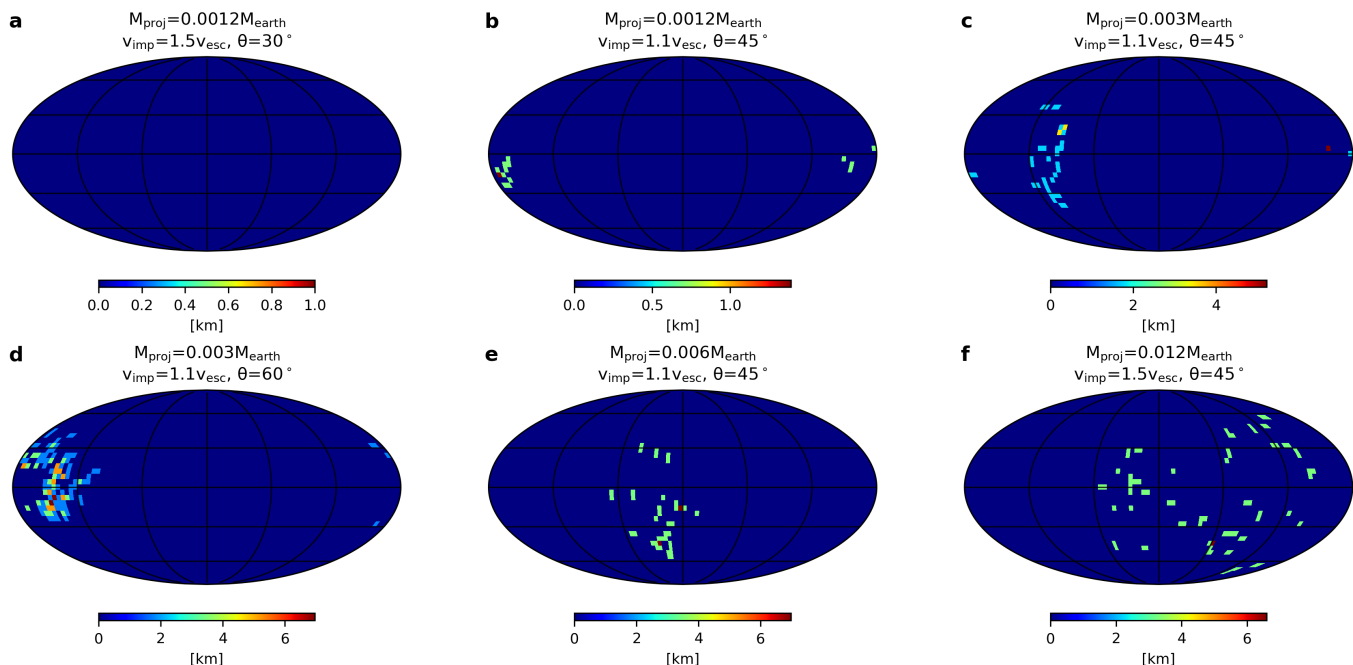 a
M_proj=0.0012M_earth
v_imp=1.5v_esc, θ=30°
0.0 0.2 0.4 0.6 0.8 1.0
[km]
b
M_proj=0.0012M_earth
v_imp=1.1v_esc, θ=45°
0.0 0.5 1.0
[km]
c
M_proj=0.003M_earth
v_imp=1.1v_esc, θ=45°
0 2 4
[km]
d
M_proj=0.003M_earth
v_imp=1.1v_esc, θ=60°
0 2 4 6
[km]
e
M_proj=0.006M_earth
v_imp=1.1v_esc, θ=45°
0 2 4 6
[km]
f
M_proj=0.012M_earth
v_imp=1.5v_esc, θ=45°
0 2 4 6
[km]